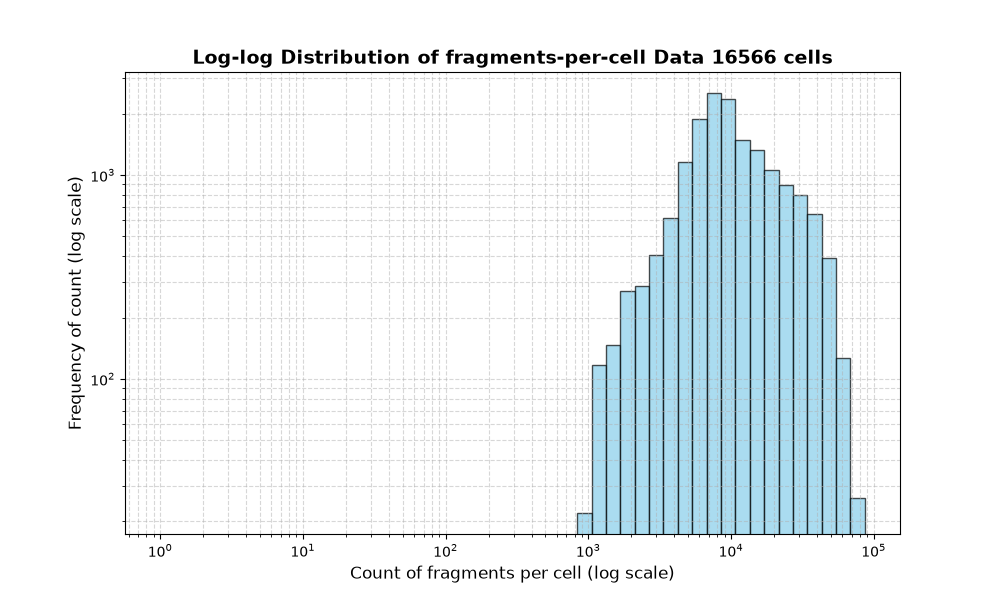 Log-log Distribution of fragments-per-cell Data 16566 cells
Frequency of count (log scale)
10³
10²
10⁰ 10¹ 10² 10³ 10⁴ 10⁵
Count of fragments per cell (log scale)